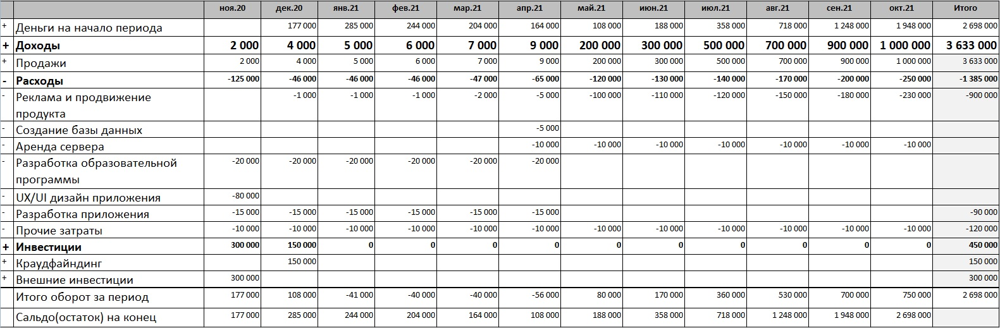 ноя.20 дек.20 янв.21 фев.21 мар.21 апр.21 май.21 июн.21 июл.21 авг.21 сен.21 окт.21 Итого
+ Деньги на начало периода 177 000 285 000 244 000 204 000 164 000 108 000 188 000 358 000 718 000 1 248 000 1 948 000 2 698 000
+ Доходы 2 000 4 000 5 000 6 000 7 000 9 000 200 000 300 000 500 000 700 000 900 000 1 000 000 3 633 000
+ Продажи 2 000 4 000 5 000 6 000 7 000 9 000 200 000 300 000 500 000 700 000 900 000 1 000 000 3 633 000
- Расходы -125 000 -46 000 -46 000 -46 000 -47 000 -65 000 -120 000 -130 000 -140 000 -170 000 -200 000 -250 000 -1 385 000
- Реклама и продвижение -1 000 -1 000 -1 000 -2 000 -5 000 -100 000 -110 000 -120 000 -150 000 -180 000 -230 000 -900 000
продукта
- Создание базы данных -5 000
- Аренда сервера -10 000 -10 000 -10 000 -10 000 -10 000 -10 000 -10 000
- Разработка образовательной -20 000 -20 000 -20 000 -20 000 -20 000 -20 000
программы
- UX/UI дизайн приложения -80 000
- Разработка приложения -15 000 -15 000 -15 000 -15 000 -15 000 -15 000 -90 000
- Прочие затраты -10 000 -10 000 -10 000 -10 000 -10 000 -10 000 -10 000 -10 000 -10 000 -10 000 -10 000 -10 000 -120 000
+ Инвестиции 300 000 150 000 0 0 0 0 0 0 0 0 0 0 450 000
+ Краудфайндинг 150 000 150 000
+ Внешние инвестиции 300 000 300 000
Итого оборот за период 177 000 108 000 -41 000 -40 000 -40 000 -56 000 80 000 170 000 360 000 530 000 700 000 750 000 2 698 000
Сальдо(остаток) на конец 177 000 285 000 244 000 204 000 164 000 108 000 188 000 358 000 718 000 1 248 000 1 948 000 2 698 000